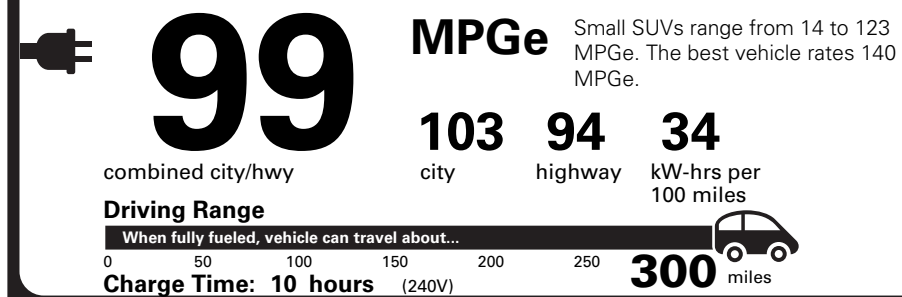 99
combined city/hwy
MPGe
Small SUVs range from 14 to 123
MPGe. The best vehicle rates 140
MPGe.
103
city
94
highway
34
kW-hrs per
100 miles
Driving Range
When fully fueled, vehicle can travel about...
0 50 100 150 200 250 300 miles
Charge Time: 10 hours (240V)